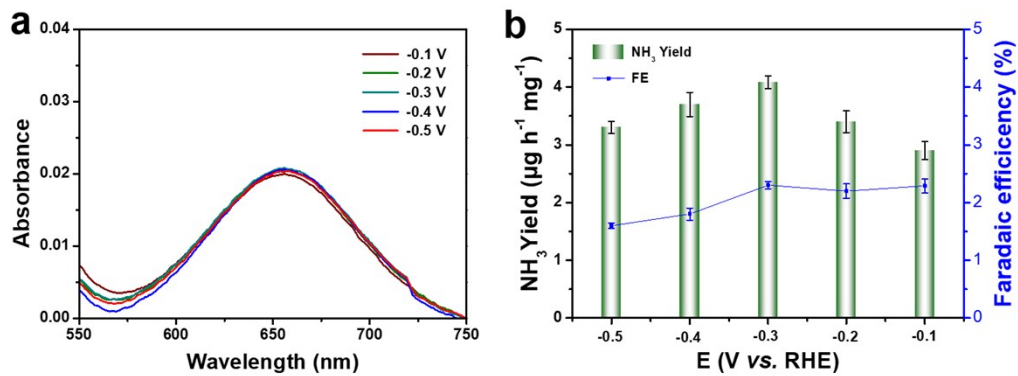 a
0.04
0.03
0.02
0.01
0.00
Absorbance
550
600
650
700
750
Wavelength (nm)
-0.1 V
-0.2 V
-0.3 V
-0.4 V
-0.5 V
b
5
4
3
2
1
0
NH₃ Yield (µg h⁻¹ mg⁻¹)
NH₃ Yield
FE
-0.5
-0.4
-0.3
-0.2
-0.1
E (V vs. RHE)
5
4
3
2
1
0
Faradaic efficicency (%)